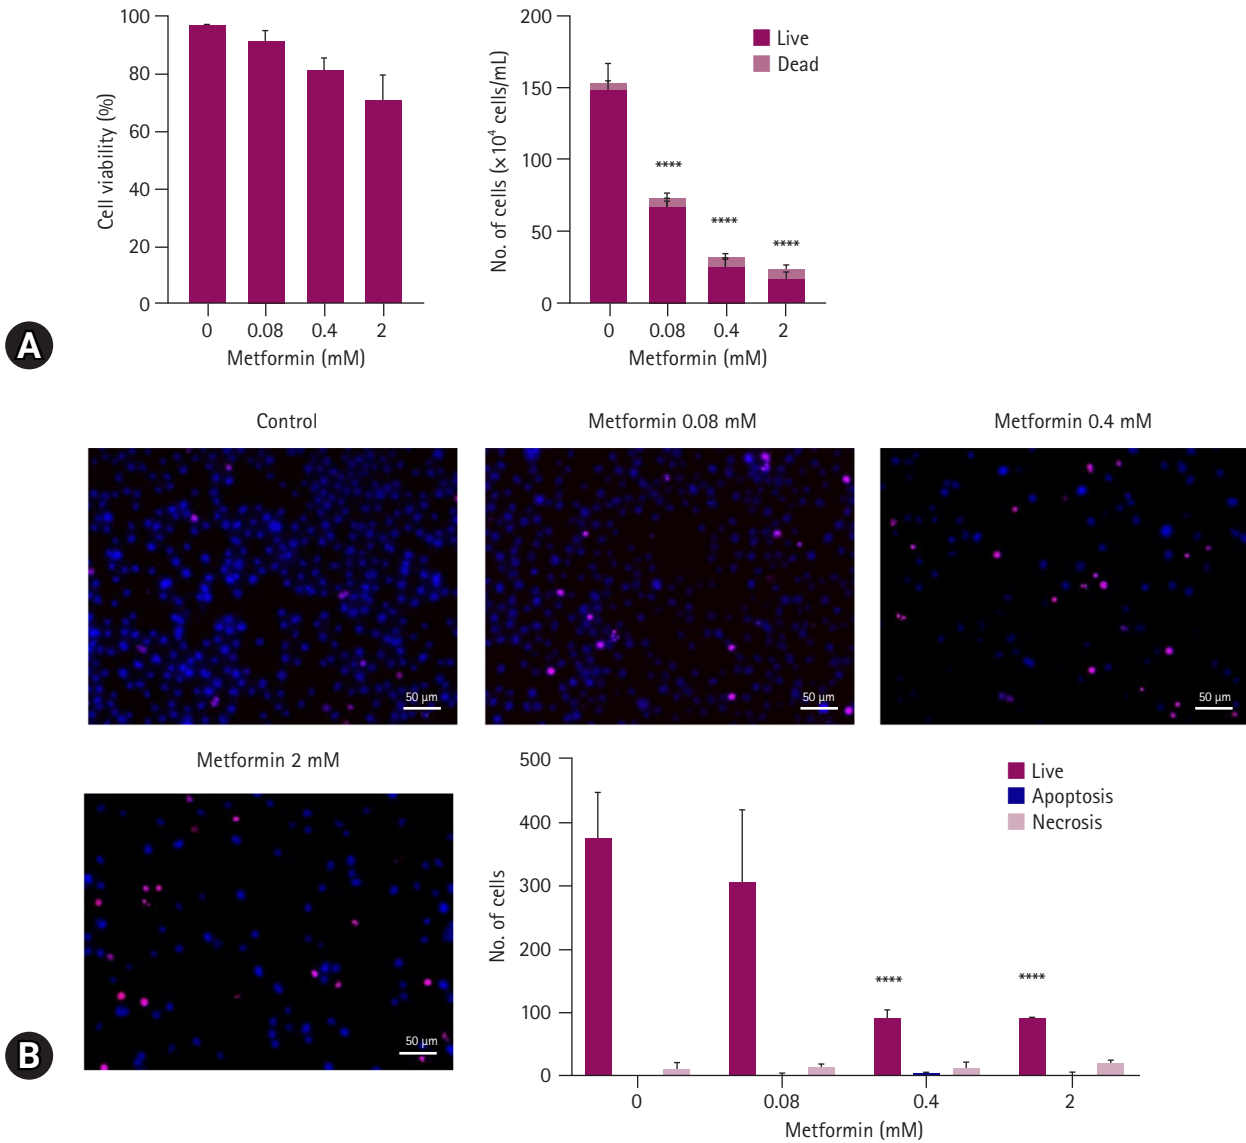 100
80
60
40
20
0
Cell viability (%)
0 0.08 0.4 2
Metformin (mM)
200
150
100
50
0
No. of cells (×10⁴ cells/mL)
Live
Dead
****
****
****
0 0.08 0.4 2
Metformin (mM)
A
Control
Metformin 0.08 mM
Metformin 0.4 mM
50 µm
50 µm
50 µm
Metformin 2 mM
50 µm
500
400
300
200
100
0
No. of cells
Live
Apoptosis
Necrosis
****
****
0 0.08 0.4 2
Metformin (mM)
B